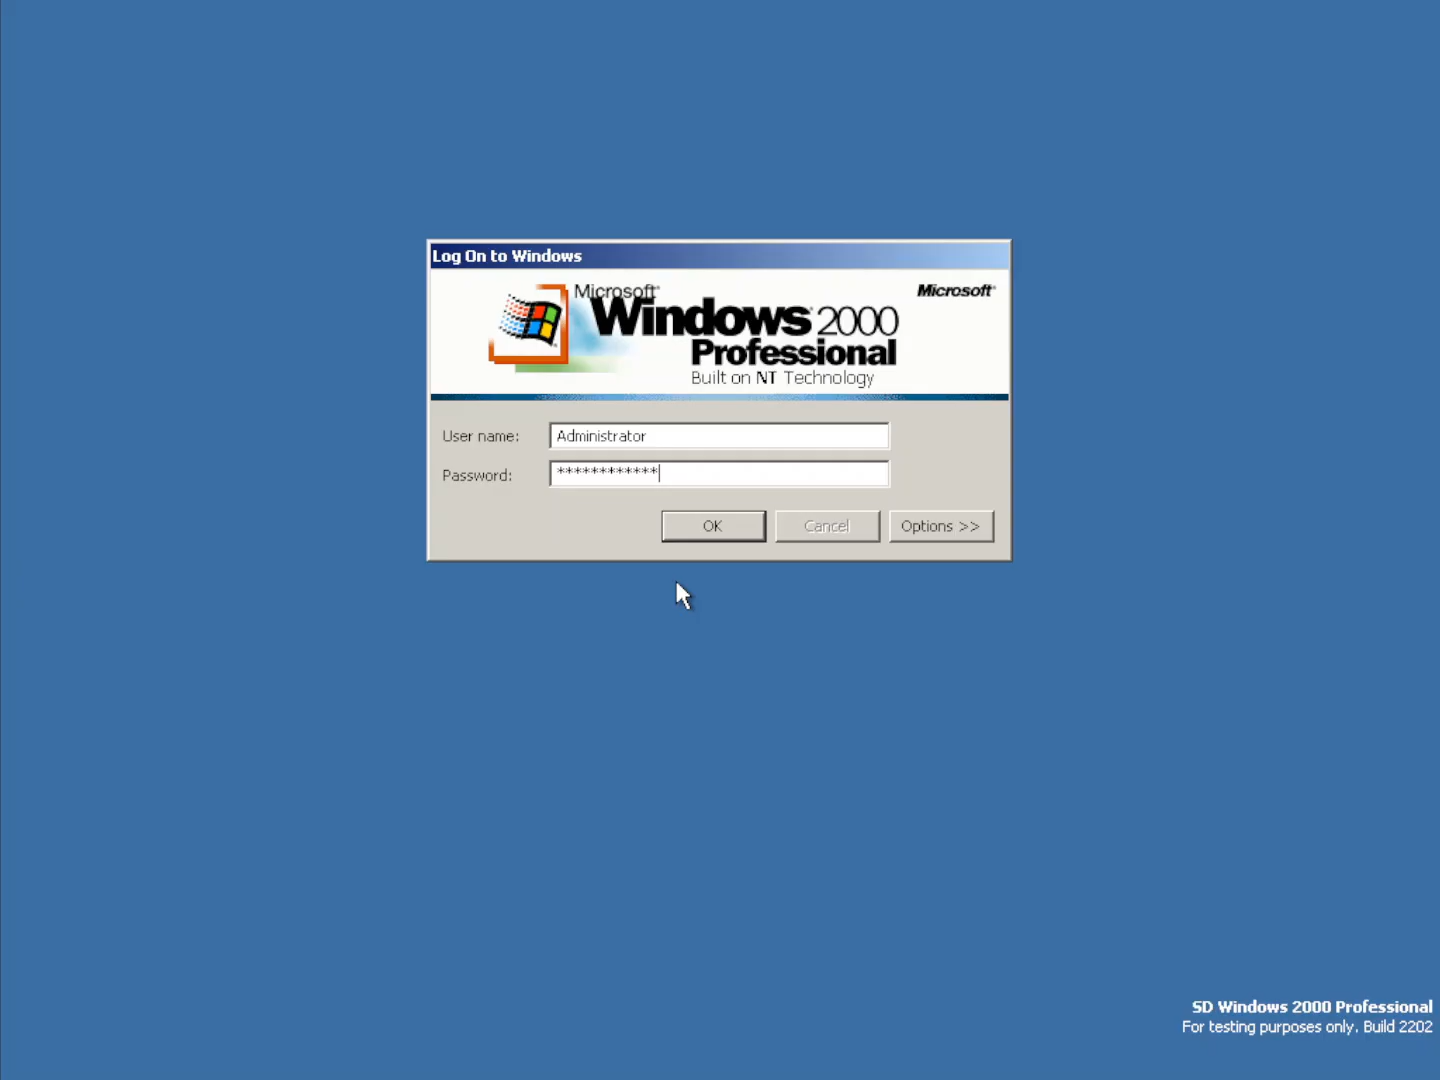 Log On to Windows
Microsoft
Microsoft
Windows 2000
Professional
Built on NT Technology
User name: Administrator
Password: ************
OK Cancel Options >>
SD Windows 2000 Professional
For testing purposes only. Build 2202